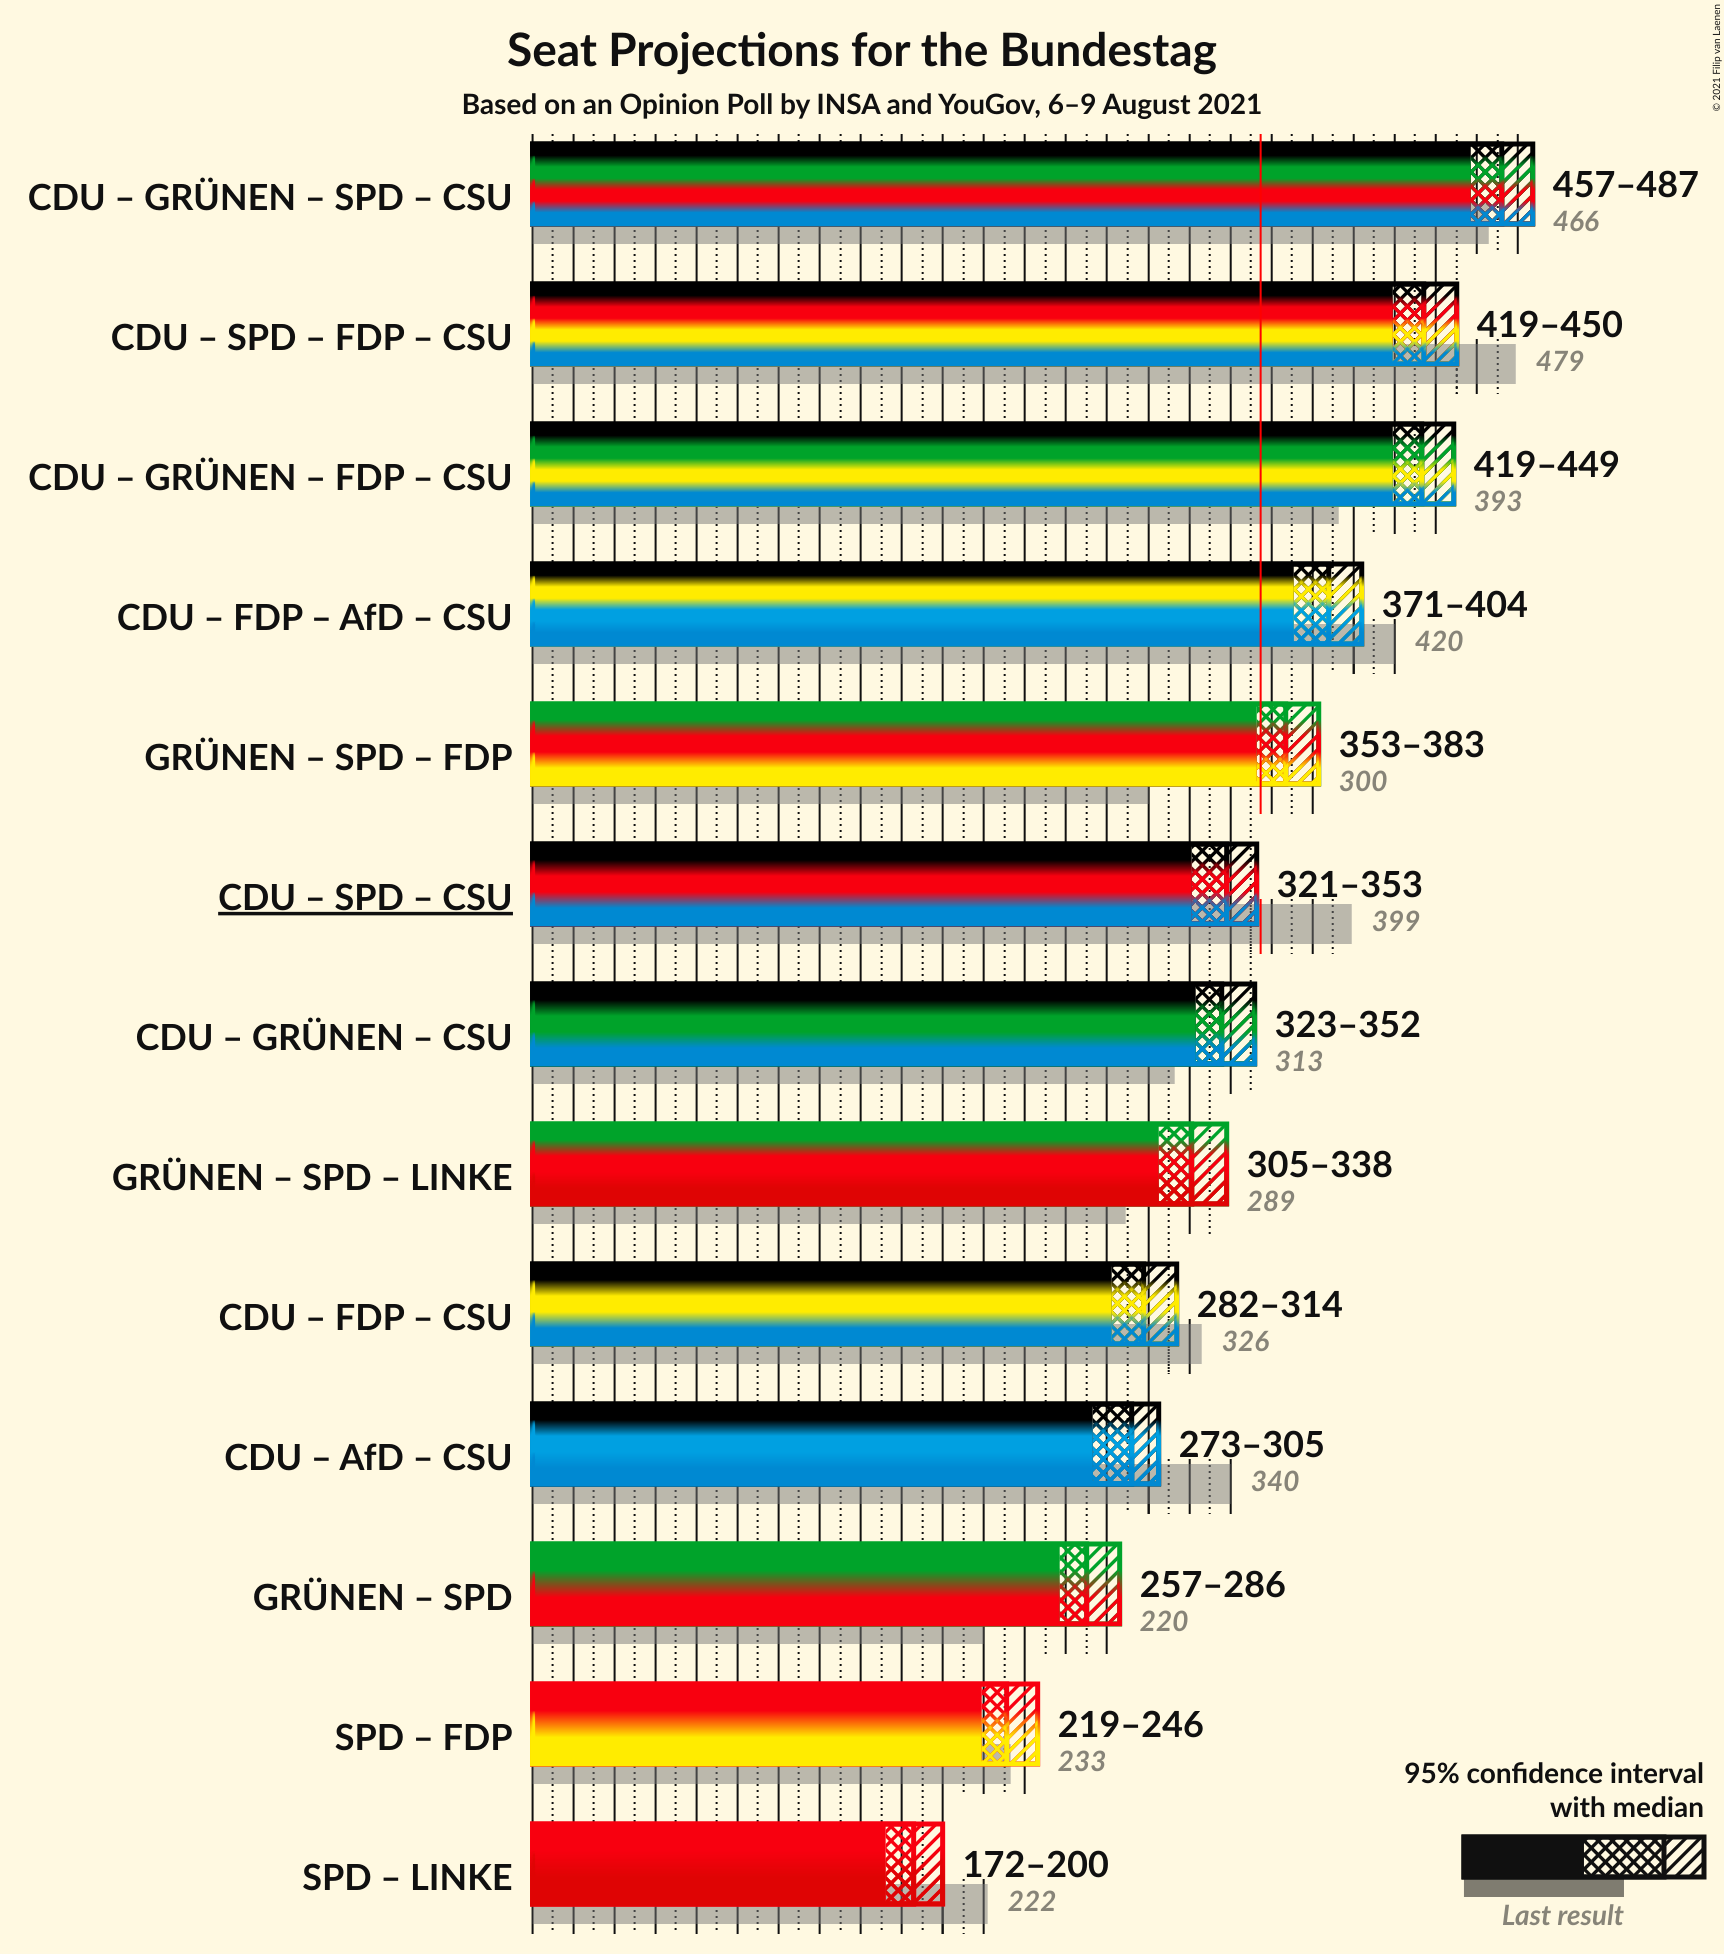 Seat Projections for the Bundestag
Based on an Opinion Poll by INSA and YouGov, 6–9 August 2021
© 2021 Filip van Laenen
CDU – GRÜNEN – SPD – CSU
457–487
466
CDU – SPD – FDP – CSU
419–450
479
CDU – GRÜNEN – FDP – CSU
419–449
393
CDU – FDP – AfD – CSU
371–404
420
GRÜNEN – SPD – FDP
353–383
300
CDU – SPD – CSU
321–353
399
CDU – GRÜNEN – CSU
323–352
313
GRÜNEN – SPD – LINKE
305–338
289
CDU – FDP – CSU
282–314
326
CDU – AfD – CSU
273–305
340
GRÜNEN – SPD
257–286
220
SPD – FDP
219–246
233
SPD – LINKE
172–200
222
95% confidence interval
with median
Last result